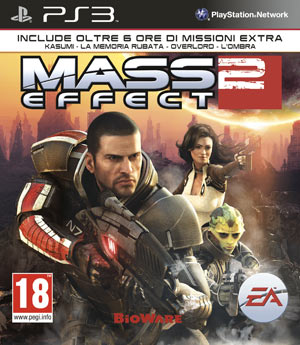 PS3
PlayStation®Network
INCLUDE OLTRE 6 ORE DI MISSIONI EXTRA
KASUMI - LA MEMORIA RUBATA - OVERLORD - L'OMBRA
MASS 2
EFFECT
N7
18
www.pegi.info
BIOWARE
EA